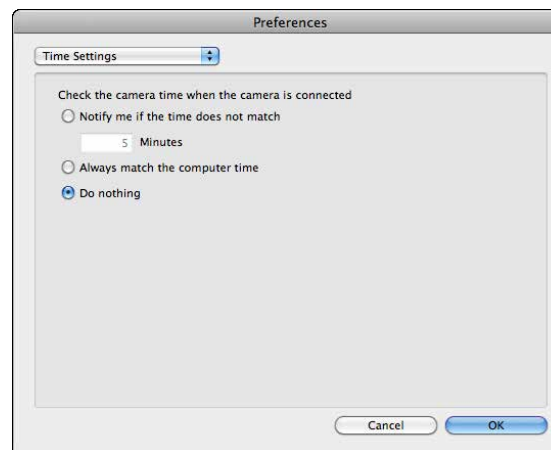 Preferences
Time Settings
Check the camera time when the camera is connected
Notify me if the time does not match
5 Minutes
Always match the computer time
Do nothing
Cancel OK